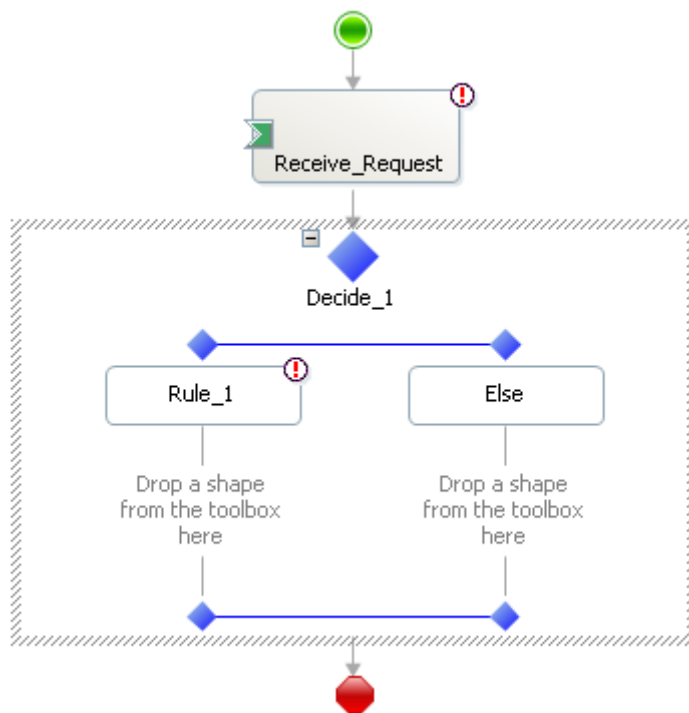 Receive_Request
Decide_1
Rule_1
Else
Drop a shape
from the toolbox
here
Drop a shape
from the toolbox
here